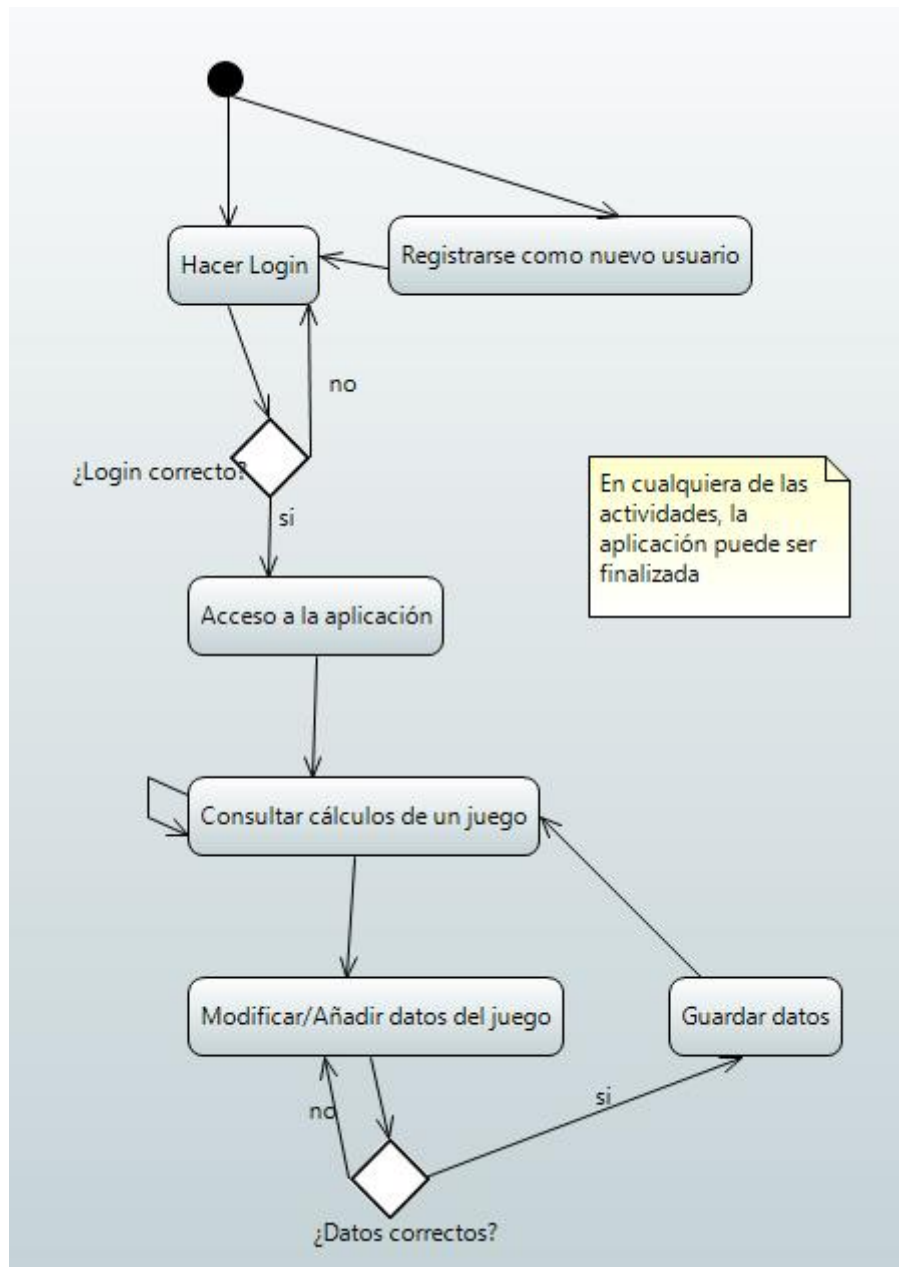 Hacer Login
Registrarse como nuevo usuario
no
¿Login correcto?
si
En cualquiera de las
actividades, la
aplicación puede ser
finalizada
Acceso a la aplicación
Consultar cálculos de un juego
Modificar/Añadir datos del juego
Guardar datos
no
si
¿Datos correctos?